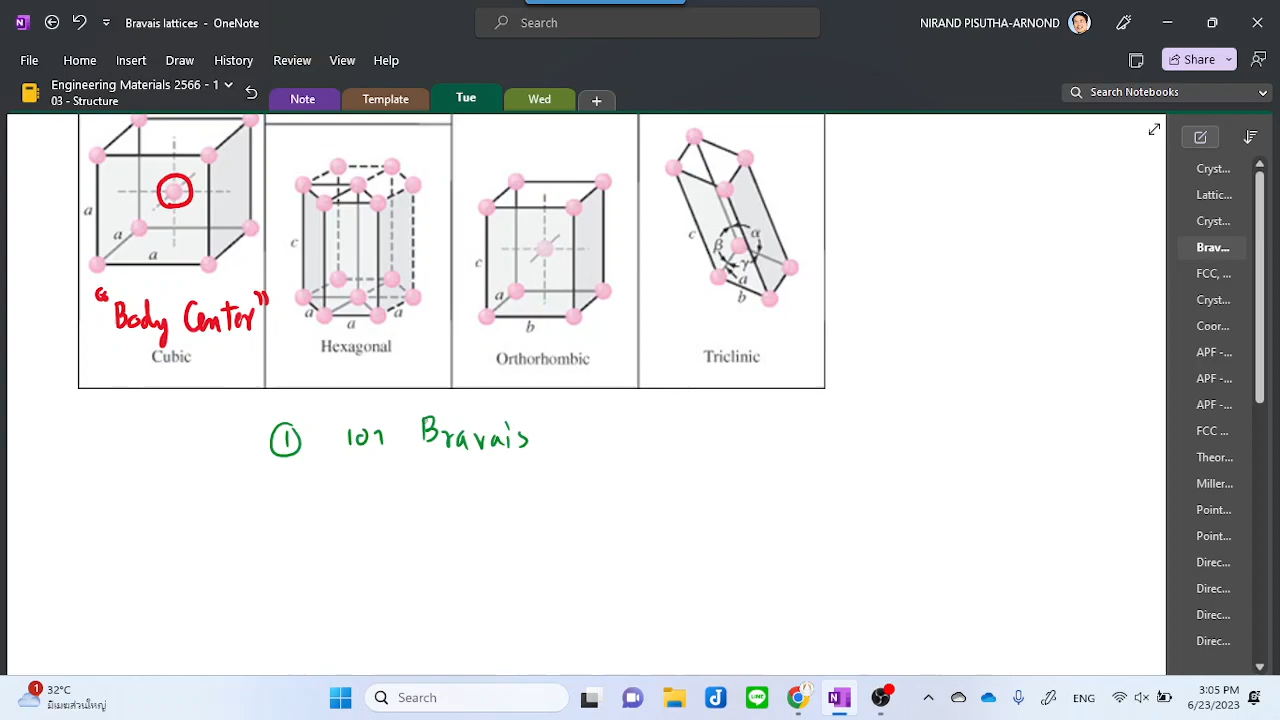 Bravais lattices - OneNote
Search
NIRAND PISUTHA-ARNOND
File Home Insert Draw History Review View Help
Share
Engineering Materials 2566 - 1
03 - Structure
Note
Template
Tue
Wed
Search Notebooks
a
a
a
"Body Center"
Cubic
c
a
a
a
Hexagonal
c
a
b
Orthorhombic
c
β
α
γ
a
b
Triclinic
① เอา Bravais
Cryst...
Lattic...
Cryst...
Brav...
FCC, ...
Cryst...
Coor...
APF -...
APF -...
APF -...
FCC ...
Theor...
Miller...
Point...
Point...
Direc...
Direc...
Direc...
Direc...
1
32°C
Search
ENG
3:05 PM
6/23/2023